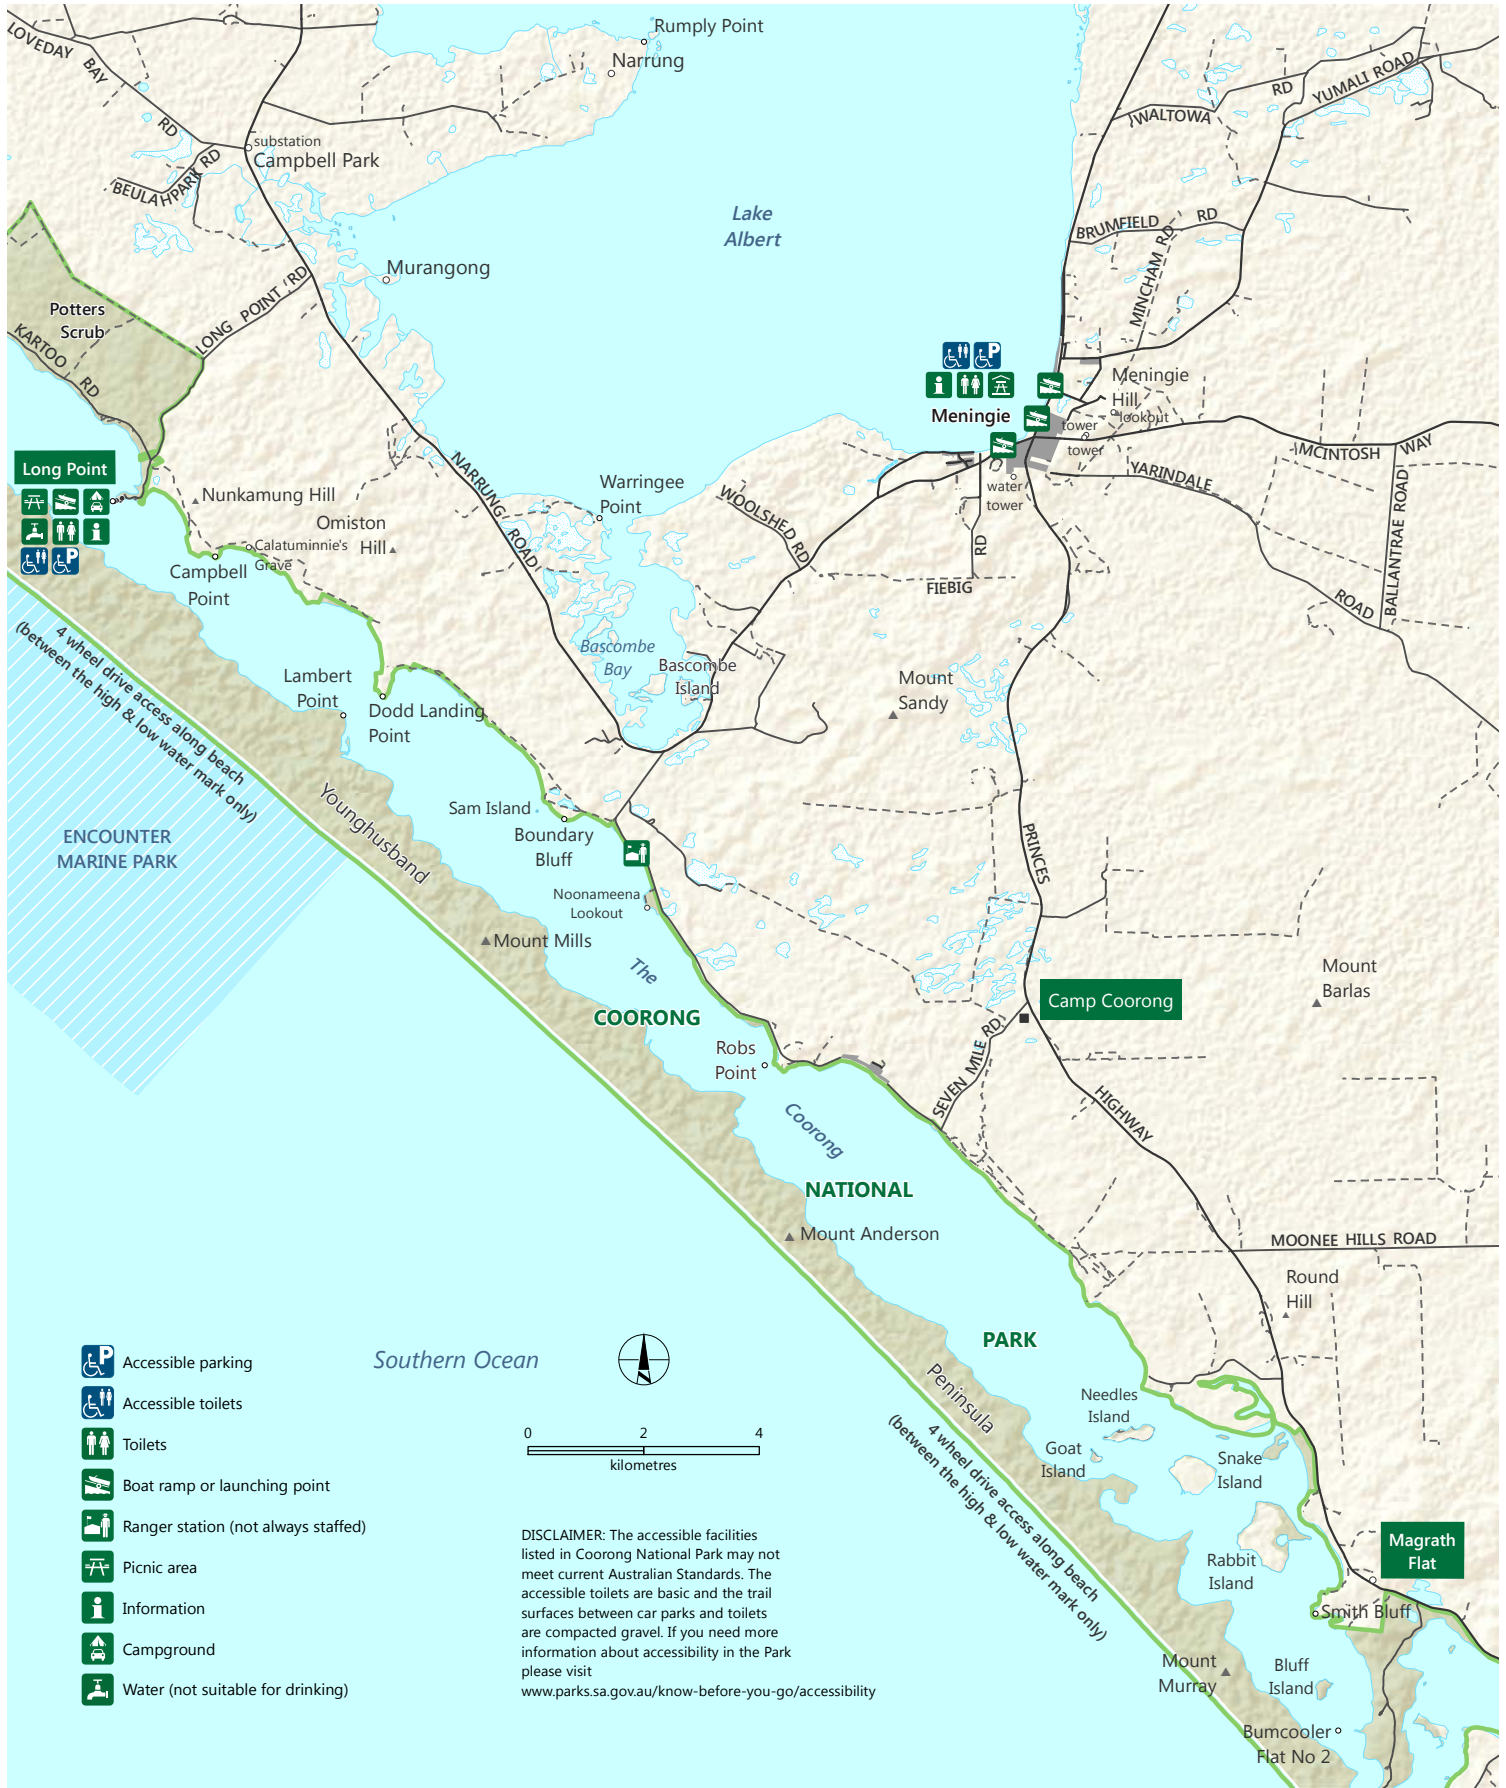 Rumply Point
Narrung
LOVEDAY BAY RD
substation
Campbell Park
BEULAHPARK RD
Lake
Albert
WALTOWA RD
YUMALI ROAD
BRUMFIELD RD
MINCHAM RD
Murangong
LONG POINT RD
Potters
Scrub
KARTOO RD
Meningie
Meningie
Hill
lookout
tower
tower
water
tower
MCINTOSH WAY
YARINDALE ROAD
BALLANTRAE ROAD
Long Point
Nunkamung Hill
Omiston
Hill
Calatuminnie's
Grave
Campbell
Point
NARRUNG ROAD
Warringee
Point
WOOLSHED RD
FIEBIG RD
Bascombe
Bay
Bascombe
Island
Mount
Sandy
4 wheel drive access along beach
(between the high & low water mark only)
Lambert
Point
Dodd Landing
Point
ENCOUNTER
MARINE PARK
Younghusband
Sam Island
Boundary
Bluff
Noonameena
Lookout
Mount Mills
PRINCES
The
COORONG
Robs
Point
Camp Coorong
Mount
Barlas
SEVEN MILE RD
HIGHWAY
Coorong
NATIONAL
Mount Anderson
MOONEE HILLS ROAD
Round
Hill
PARK
Peninsula
Needles
Island
Goat
Island
Snake
Island
4 wheel drive access along beach
(between the high & low water mark only)
Magrath
Flat
Rabbit
Island
Smith Bluff
Mount
Murray
Bluff
Island
Bumcooler
Flat No 2
Southern Ocean
P Accessible parking
Accessible toilets
Toilets
Boat ramp or launching point
Ranger station (not always staffed)
Picnic area
i Information
Campground
Water (not suitable for drinking)
0 2 4
kilometres
DISCLAIMER: The accessible facilities
listed in Coorong National Park may not
meet current Australian Standards. The
accessible toilets are basic and the trail
surfaces between car parks and toilets
are compacted gravel. If you need more
information about accessibility in the Park
please visit
www.parks.sa.gov.au/know-before-you-go/accessibility